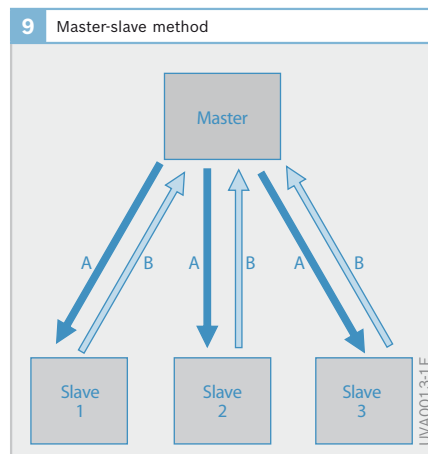 9 Master-slave method
Master
A B A B A B
Slave
1
Slave
2
Slave
3
UVA0013-1E